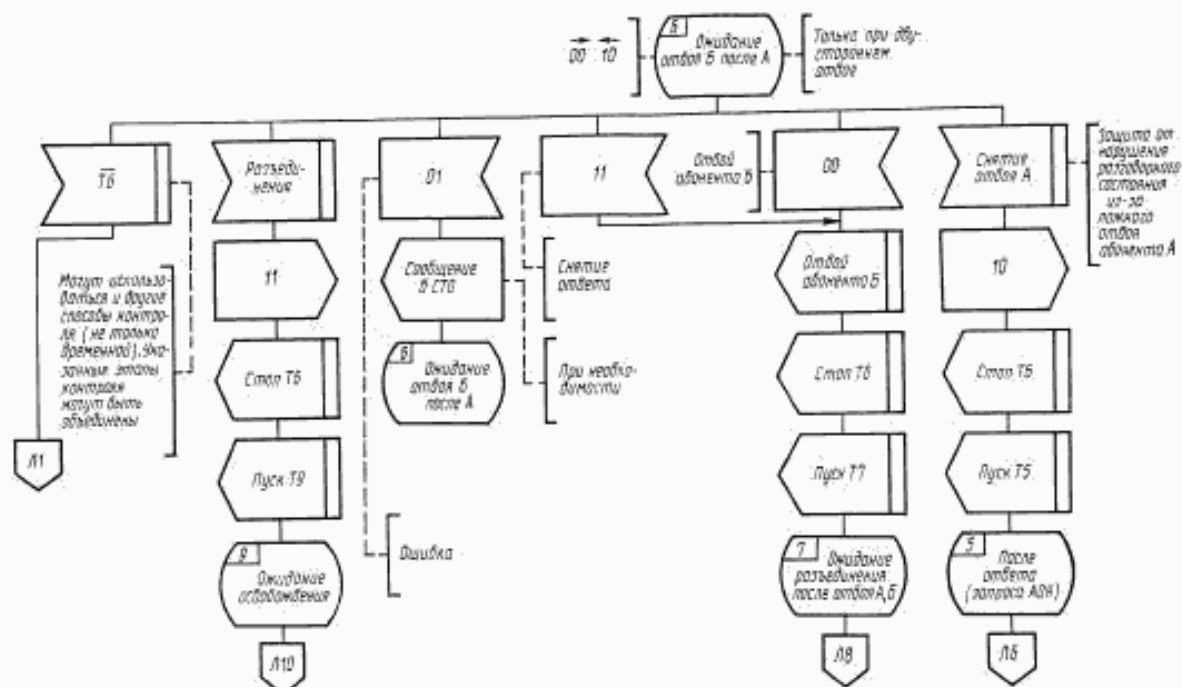 00 10
6
Ожидание
отбоя Б после А
Только при дву-
стороннем
отбое
Т6
Разъеди-
нение
01
11
Отбой
абонента Б
00
Снятие
отбоя А
Защита от
нарушения
разговорного
состояния
из-за
ложного
отбоя
абонента А
Могут использо-
ваться и другие
способы контро-
ля (не только
временной). Ука-
занные этапы
контроля
могут быть
объединены
Л1
11
Стоп Т6
Пуск Т9
9
Ожидание
освобождения
Л10
Сообщение
в СТО
6
Ожидание
отбоя Б
после А
Снятие
ответа
При необхо-
димости
Ошибка
Отбой
абонента Б
Стоп Т6
Пуск Т7
7
Ожидание
разъединения
после отбоя А,Б
Л8
10
Стоп Т6
Пуск Т5
5
После
ответа
(запроса АОН)
Л6